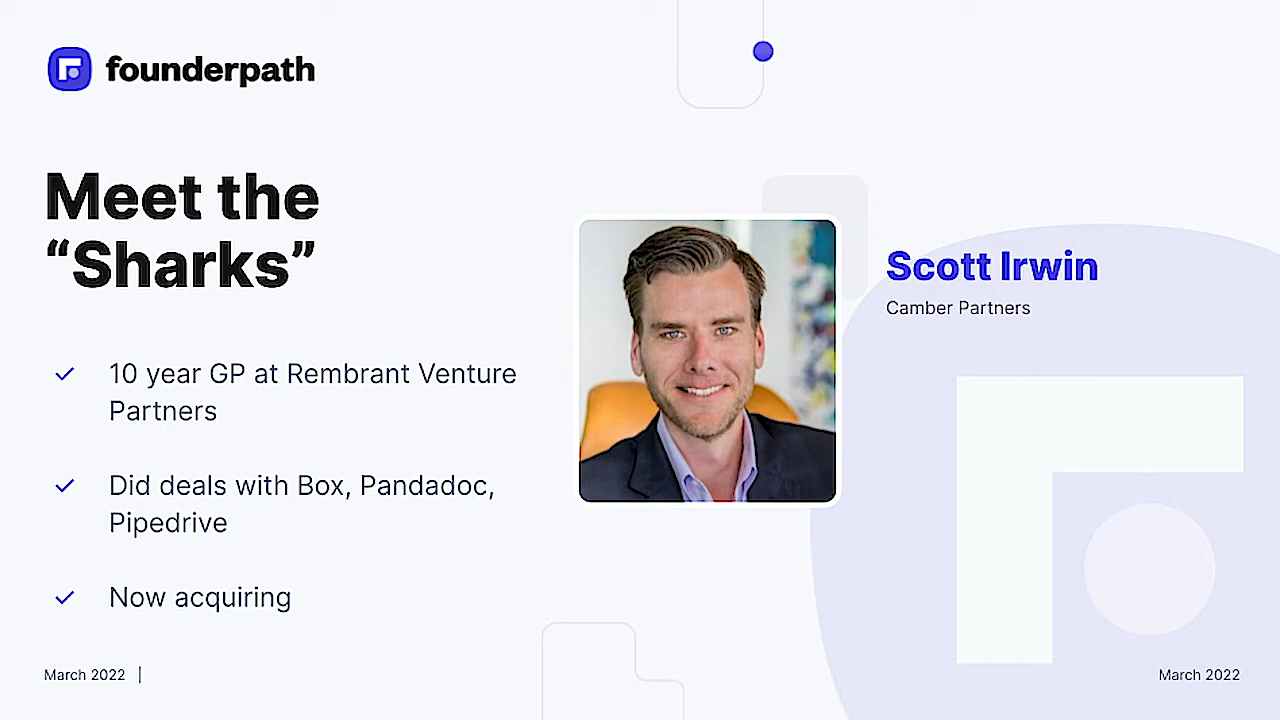 founderpath
Meet the
“Sharks”
10 year GP at Rembrant Venture
Partners
Did deals with Box, Pandadoc,
Pipedrive
Now acquiring
Scott Irwin
Camber Partners
March 2022 |
March 2022